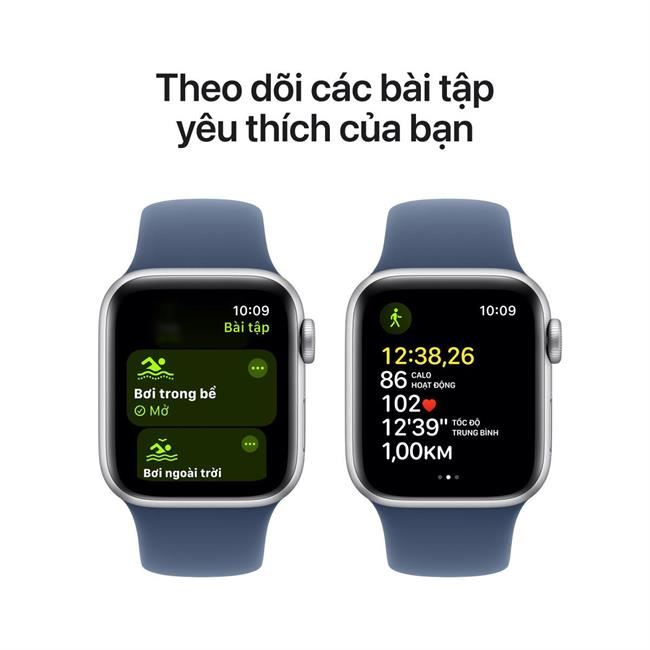 Theo dõi các bài tập
yêu thích của bạn
10:09
Bài tập
Bơi trong bể
Mở
Bơi ngoài trời
10:09
12:38,26
86 CALO
HOẠT ĐỘNG
102
12'39" TỐC ĐỘ
TRUNG BÌNH
1,00KM